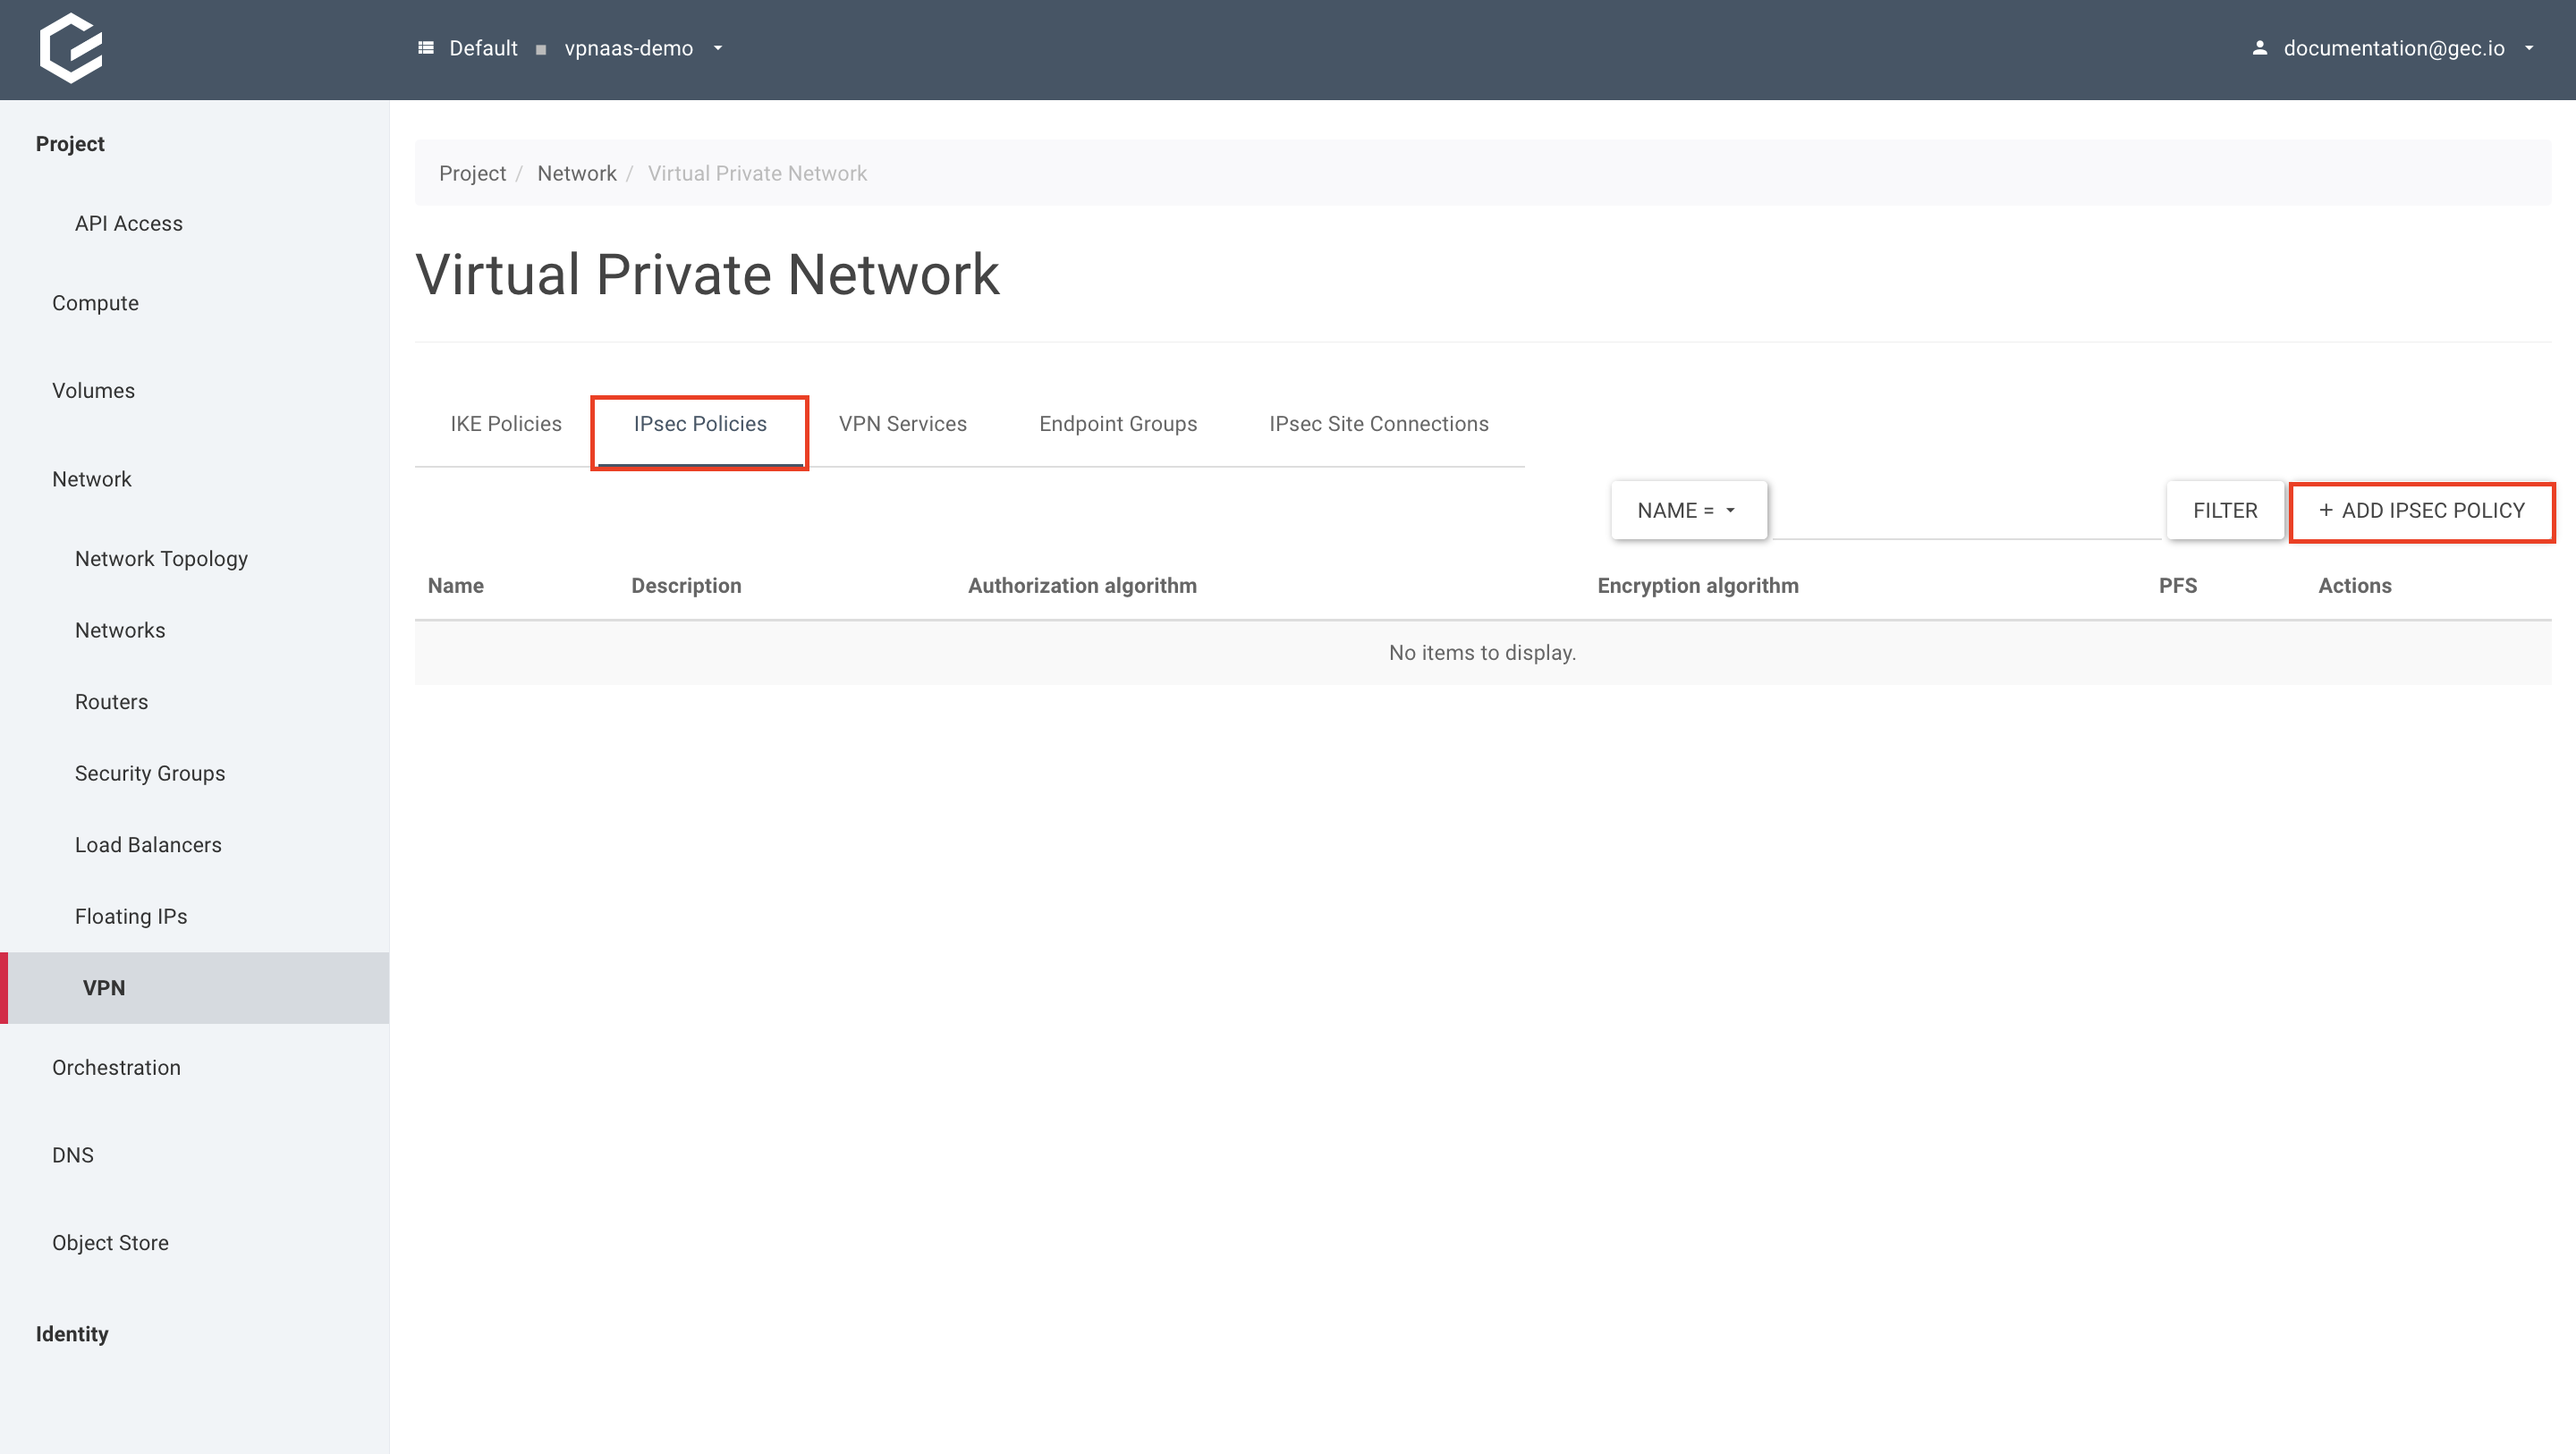 Default vpnaas-demo documentation@gec.io
Project
API Access
Compute
Volumes
Network
Network Topology
Networks
Routers
Security Groups
Load Balancers
Floating IPs
VPN
Orchestration
DNS
Object Store
Identity
Project / Network / Virtual Private Network
Virtual Private Network
IKE Policies IPsec Policies VPN Services Endpoint Groups IPsec Site Connections
NAME = FILTER + ADD IPSEC POLICY
Name Description Authorization algorithm Encryption algorithm PFS Actions
No items to display.